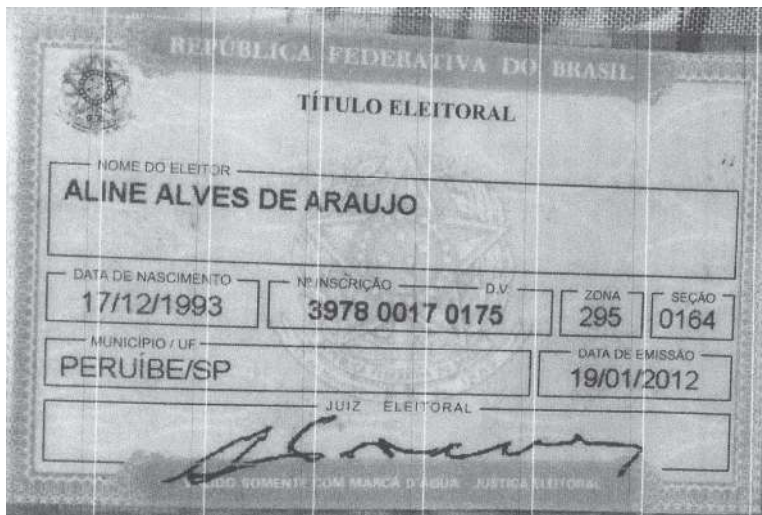 REPÚBLICA FEDERATIVA DO BRASIL
TÍTULO ELEITORAL
NOME DO ELEITOR
ALINE ALVES DE ARAUJO
DATA DE NASCIMENTO Nº INSCRIÇÃO D.V. ZONA SEÇÃO
17/12/1993 3978 0017 0175 295 0164
MUNICÍPIO / UF DATA DE EMISSÃO
PERUÍBE/SP 19/01/2012
JUIZ ELEITORAL
VÁLIDO SOMENTE COM MARCA D'ÁGUA - JUSTIÇA ELEITORAL